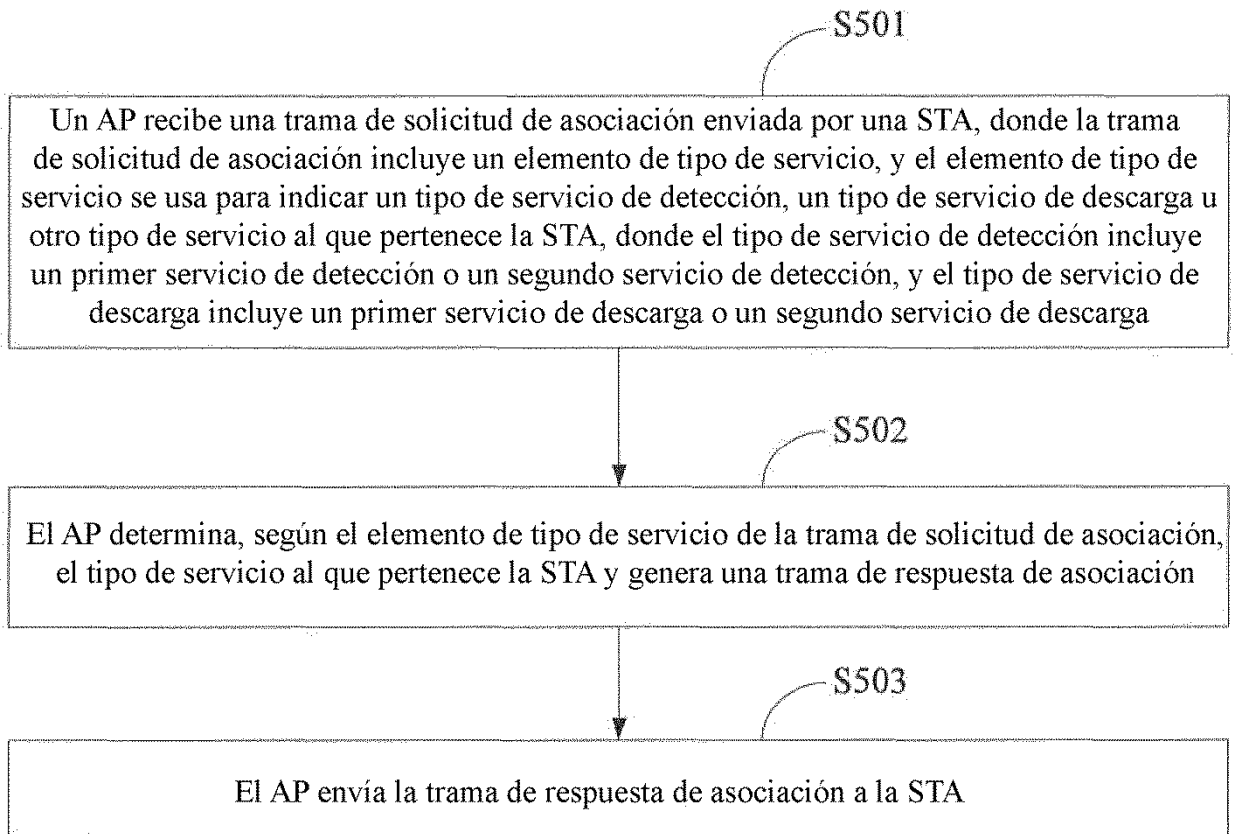 S501
Un AP recibe una trama de solicitud de asociación enviada por una STA, donde la trama
de solicitud de asociación incluye un elemento de tipo de servicio, y el elemento de tipo de
servicio se usa para indicar un tipo de servicio de detección, un tipo de servicio de descarga u
otro tipo de servicio al que pertenece la STA, donde el tipo de servicio de detección incluye
un primer servicio de detección o un segundo servicio de detección, y el tipo de servicio de
descarga incluye un primer servicio de descarga o un segundo servicio de descarga
S502
El AP determina, según el elemento de tipo de servicio de la trama de solicitud de asociación,
el tipo de servicio al que pertenece la STA y genera una trama de respuesta de asociación
S503
El AP envía la trama de respuesta de asociación a la STA